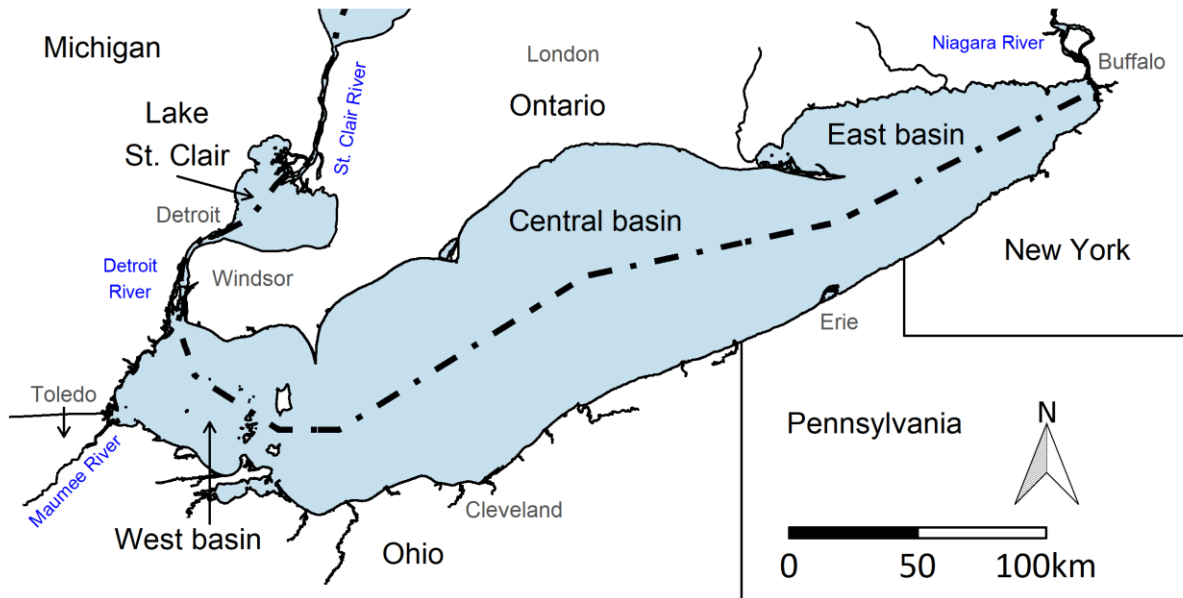 Michigan
London
Niagara River
Buffalo
Lake
St. Clair
St. Clair River
Ontario
East basin
Detroit
Central basin
Detroit
River
Windsor
New York
Erie
Toledo
Maumee River
Pennsylvania
N
West basin
Cleveland
Ohio
0 50 100km